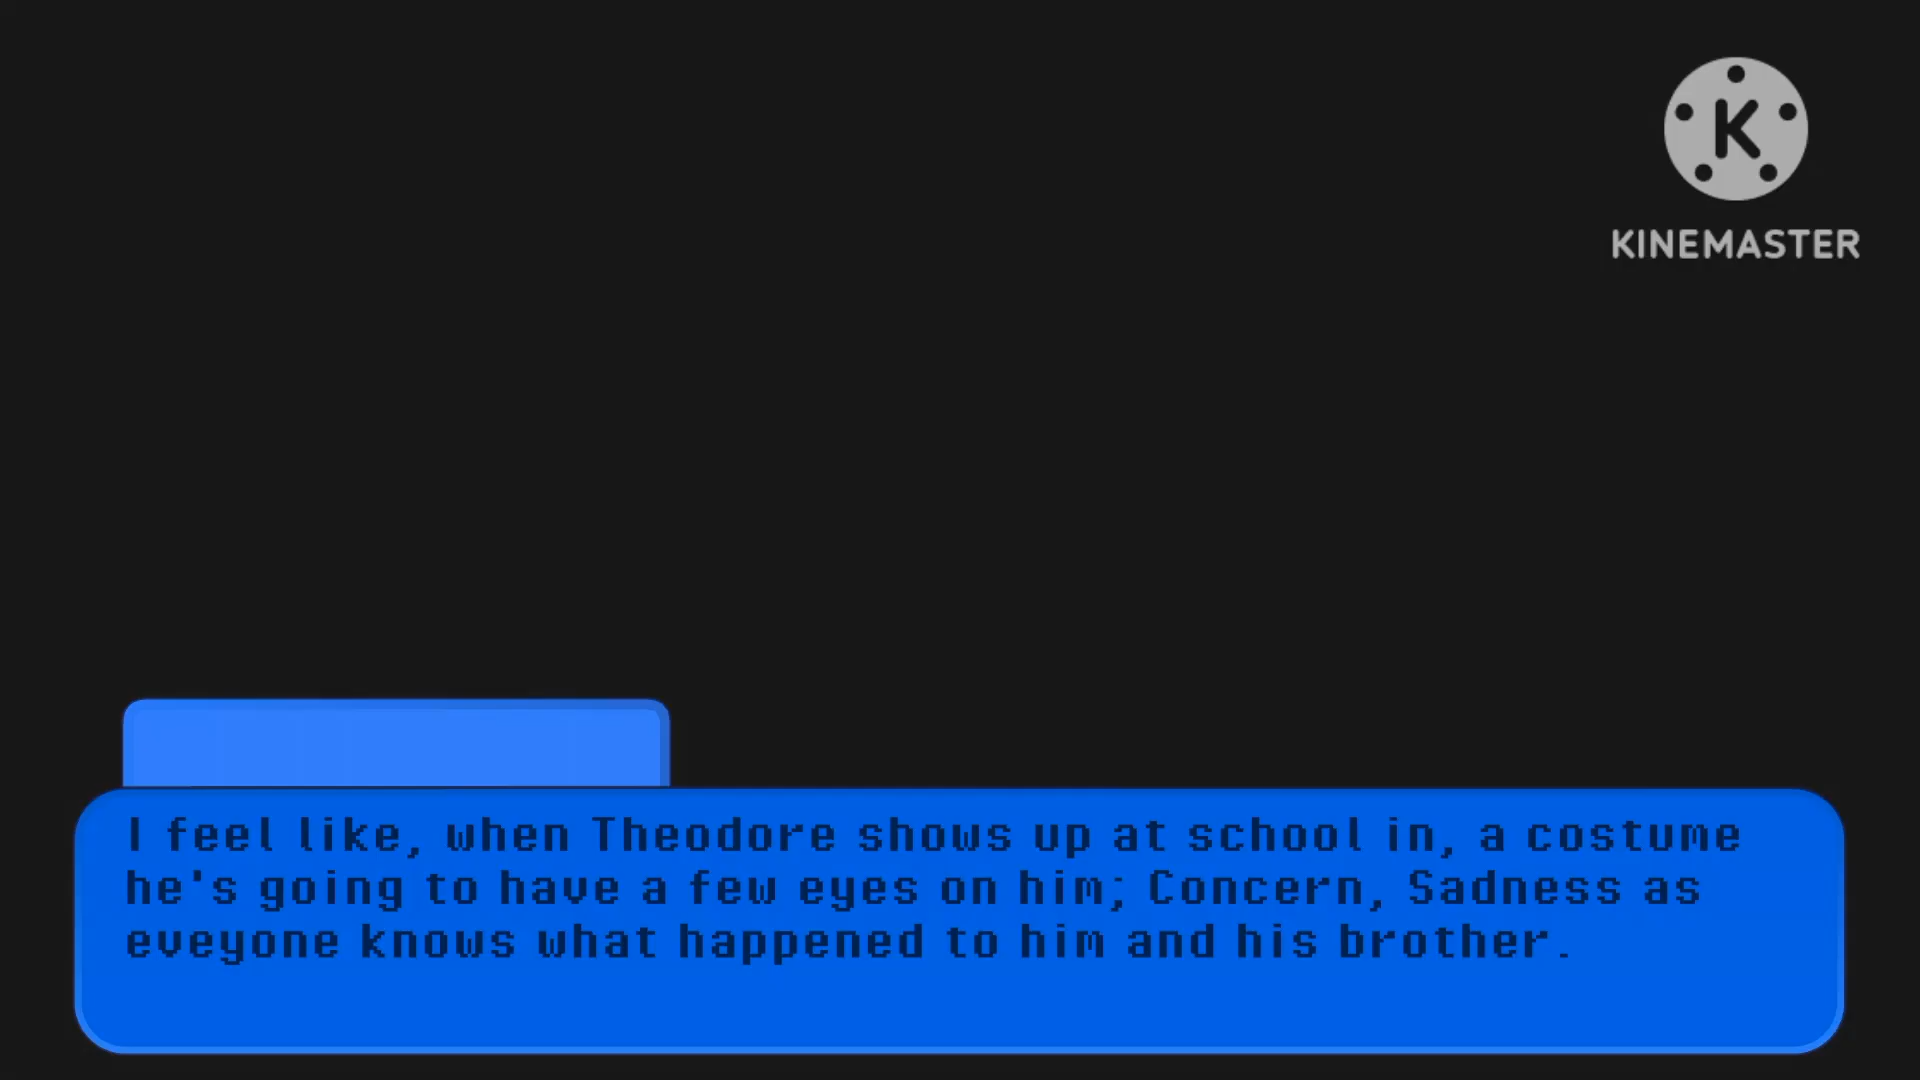 K
KINEMASTER
I feel like, when Theodore shows up at school in, a costume
he's going to have a few eyes on him; Concern, Sadness as
eveyone knows what happened to him and his brother.